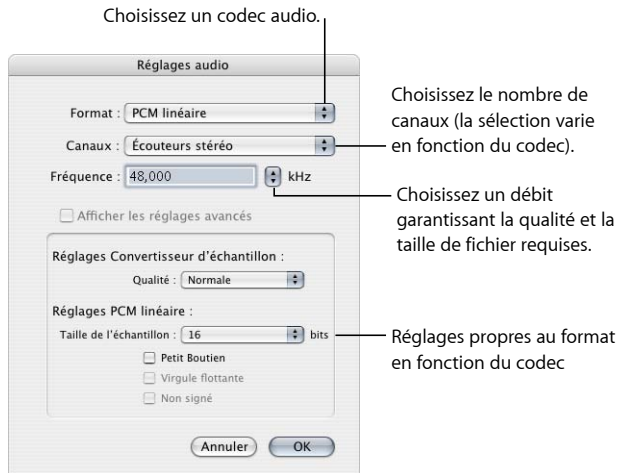 Choisissez un codec audio.
Réglages audio
Format : PCM linéaire
Canaux : Écouteurs stéréo
Fréquence : 48,000 kHz
Afficher les réglages avancés
Réglages Convertisseur d'échantillon :
Qualité : Normale
Réglages PCM linéaire :
Taille de l'échantillon : 16 bits
Petit Boutien
Virgule flottante
Non signé
Annuler OK
Choisissez le nombre de
canaux (la sélection varie
en fonction du codec).
Choisissez un débit
garantissant la qualité et la
taille de fichier requises.
Réglages propres au format
en fonction du codec